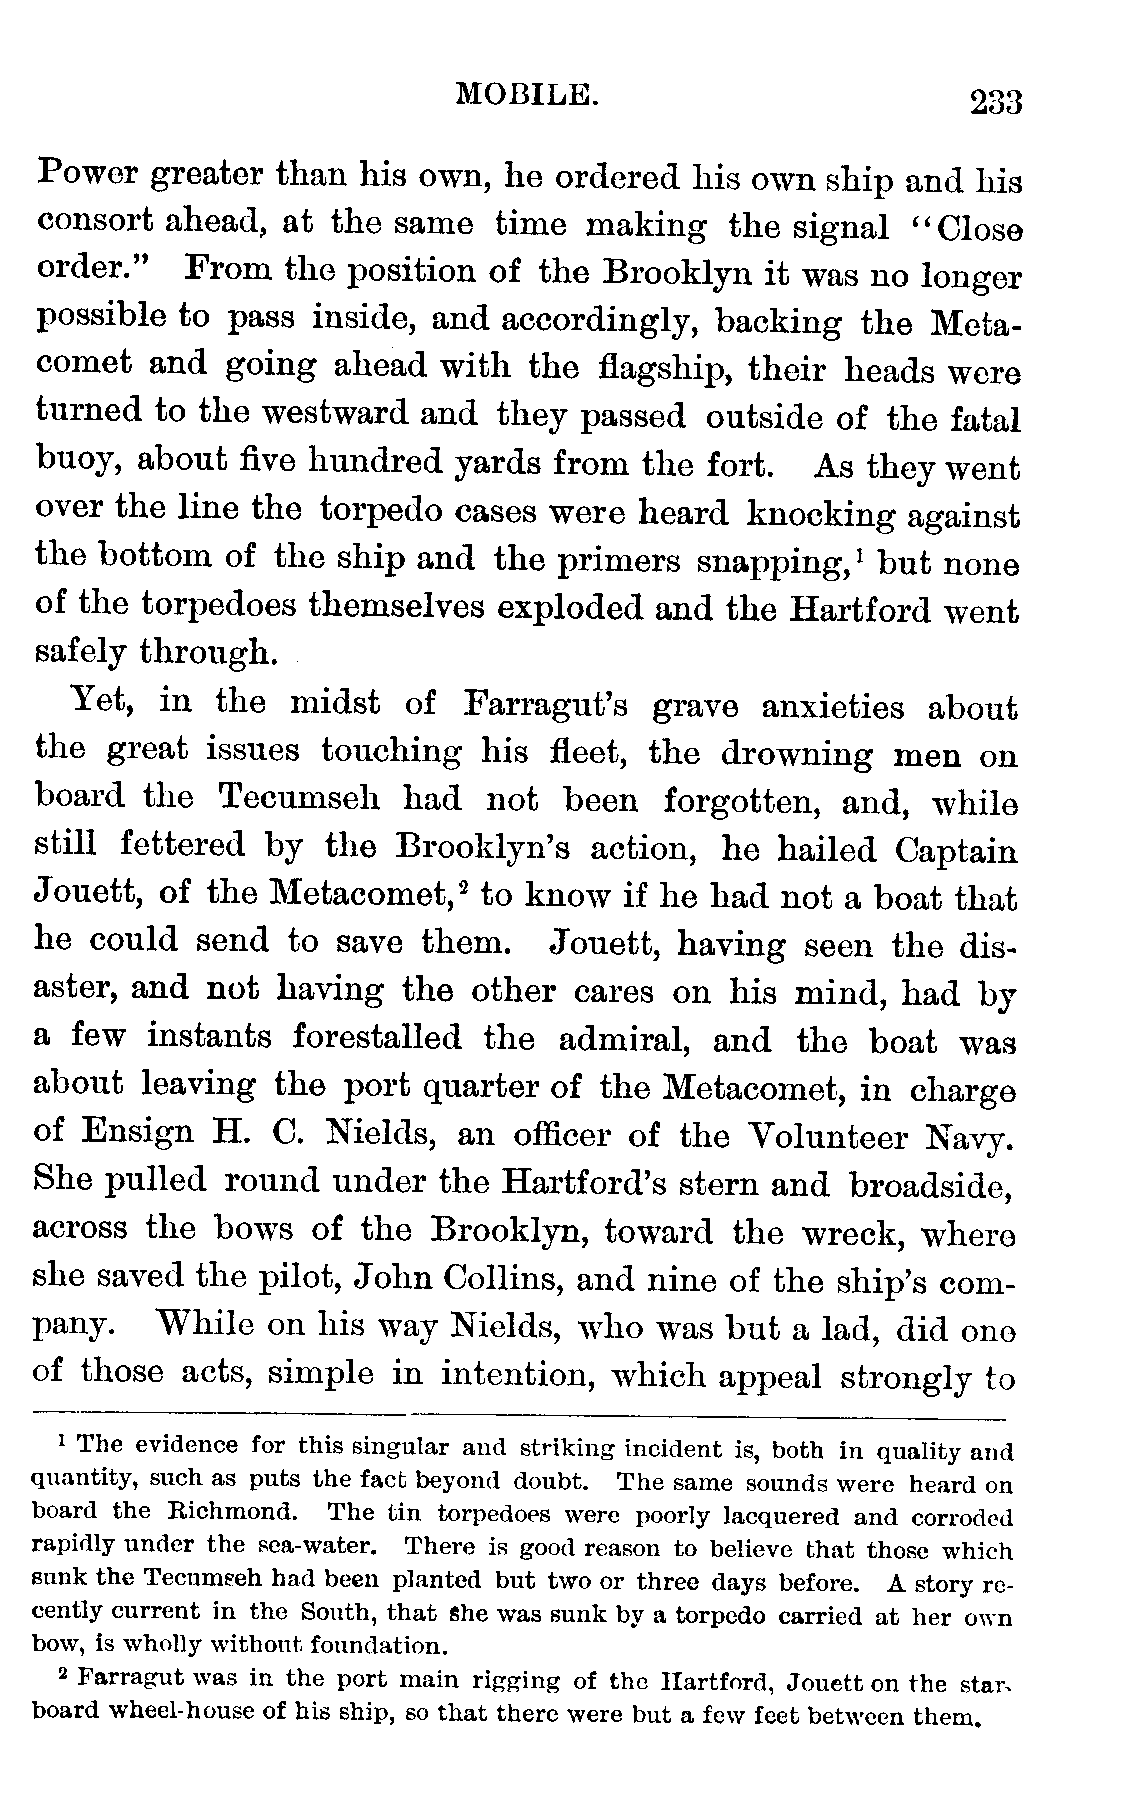 MOBILE. 233
Power greater than his own, he ordered his own ship and his
consort ahead, at the same time making the signal “Close
order.” From the position of the Brooklyn it was no longer
possible to pass inside, and accordingly, backing the Meta-
comet and going ahead with the flagship, their heads were
turned to the westward and they passed outside of the fatal
buoy, about five hundred yards from the fort. As they went
over the line the torpedo cases were heard knocking against
the bottom of the ship and the primers snapping,¹ but none
of the torpedoes themselves exploded and the Hartford went
safely through.
Yet, in the midst of Farragut’s grave anxieties about
the great issues touching his fleet, the drowning men on
board the Tecumseh had not been forgotten, and, while
still fettered by the Brooklyn’s action, he hailed Captain
Jouett, of the Metacomet,² to know if he had not a boat that
he could send to save them. Jouett, having seen the dis-
aster, and not having the other cares on his mind, had by
a few instants forestalled the admiral, and the boat was
about leaving the port quarter of the Metacomet, in charge
of Ensign H. C. Nields, an officer of the Volunteer Navy.
She pulled round under the Hartford’s stern and broadside,
across the bows of the Brooklyn, toward the wreck, where
she saved the pilot, John Collins, and nine of the ship’s com-
pany. While on his way Nields, who was but a lad, did one
of those acts, simple in intention, which appeal strongly to
¹ The evidence for this singular and striking incident is, both in quality and
quantity, such as puts the fact beyond doubt. The same sounds were heard on
board the Richmond. The tin torpedoes were poorly lacquered and corroded
rapidly under the sea-water. There is good reason to believe that those which
sunk the Tecumseh had been planted but two or three days before. A story re-
cently current in the South, that she was sunk by a torpedo carried at her own
bow, is wholly without foundation.
² Farragut was in the port main rigging of the Hartford, Jouett on the star-
board wheel-house of his ship, so that there were but a few feet between them.